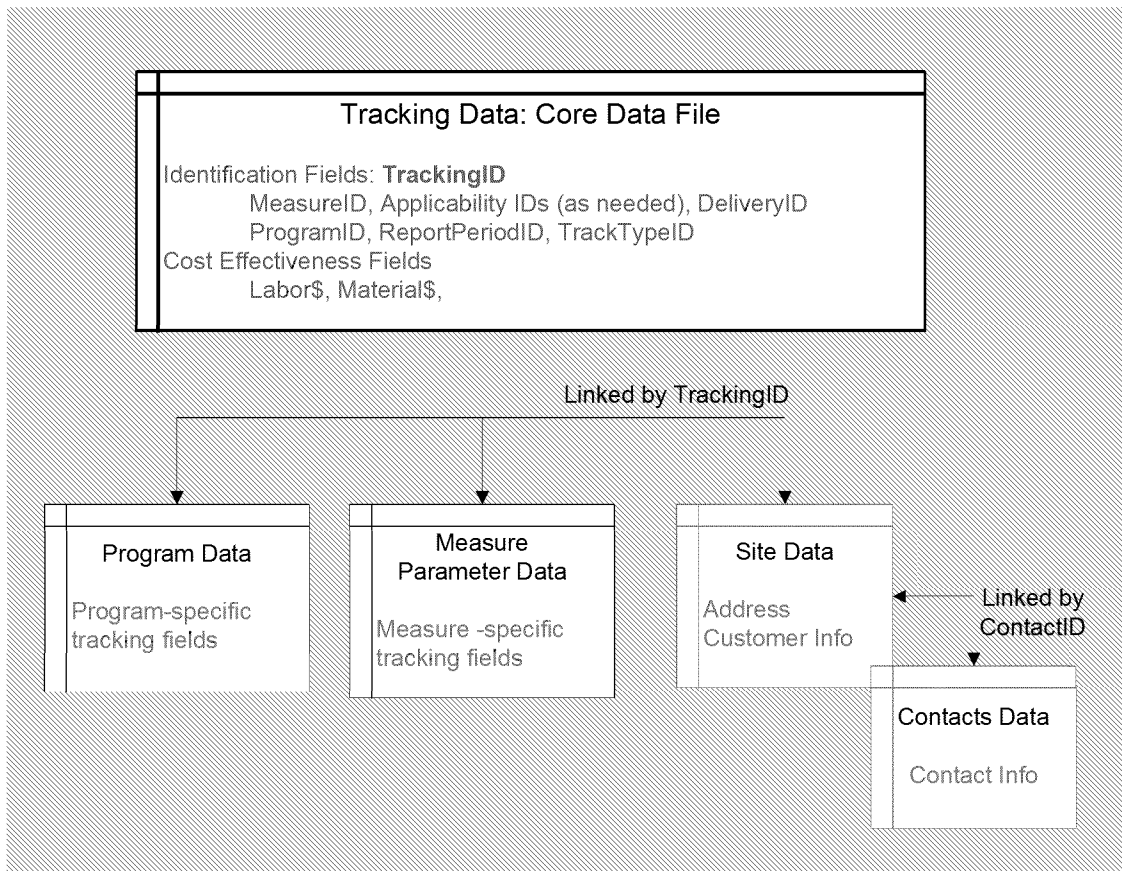 Tracking Data: Core Data File
Identification Fields: TrackingID
MeasureID, Applicability IDs (as needed), DeliveryID
ProgramID, ReportPeriodID, TrackTypeID
Cost Effectiveness Fields
Labor$, Material$,
Linked by TrackingID
Program Data
Program-specific
tracking fields
Measure
Parameter Data
Measure -specific
tracking fields
Site Data
Address
Customer Info
Linked by
ContactID
Contacts Data
Contact Info